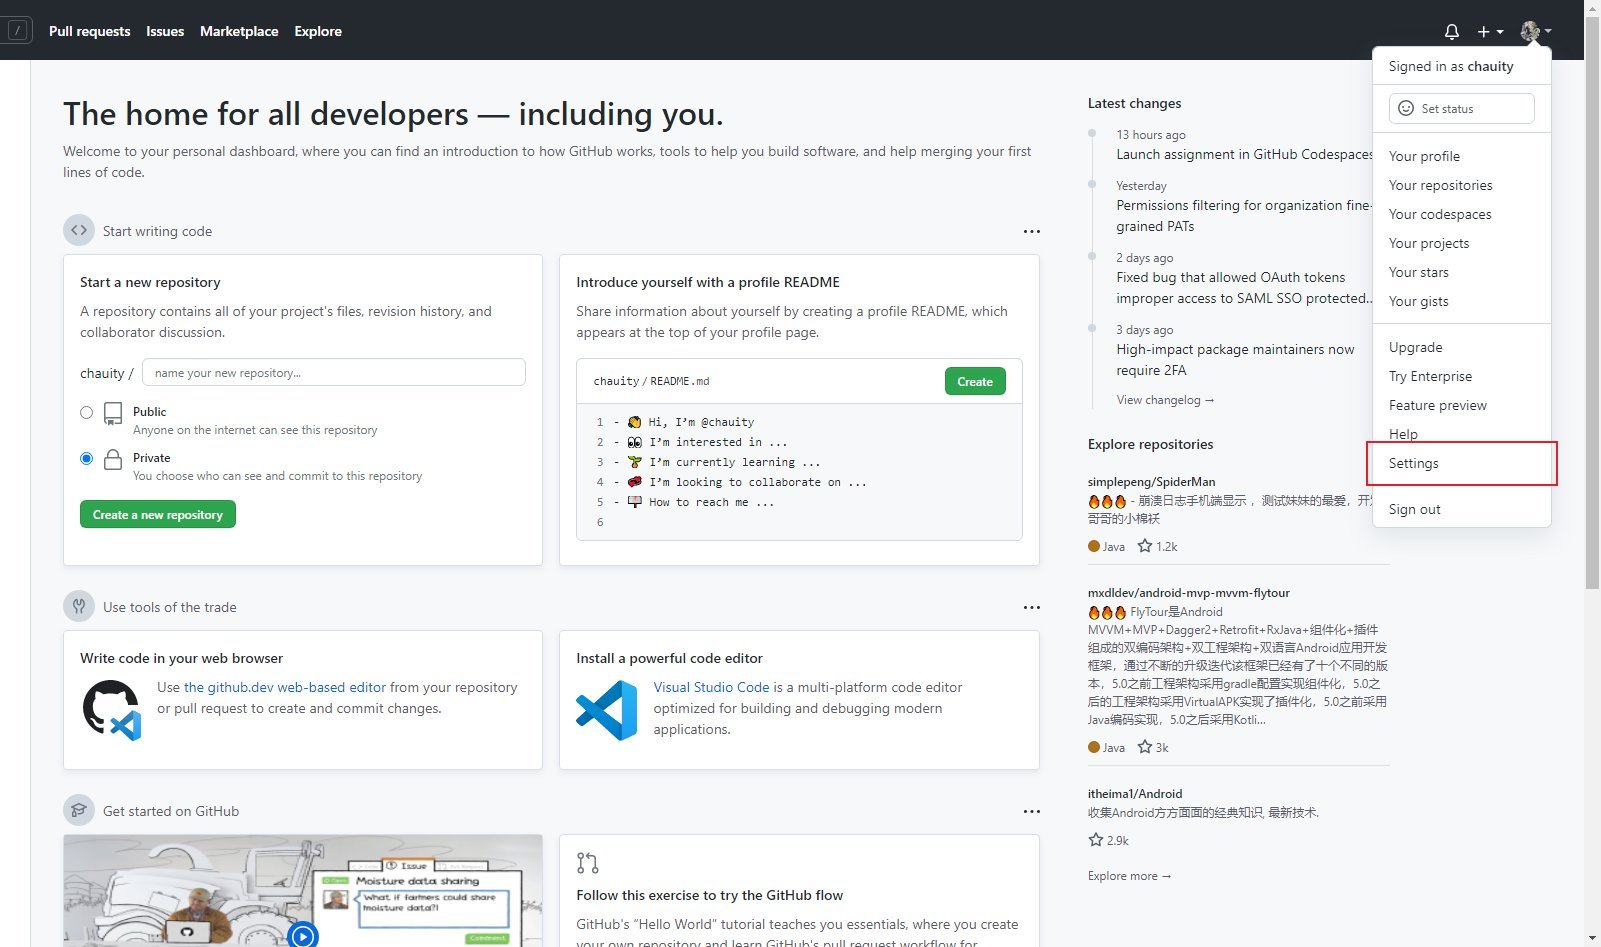 /
Pull requests
Issues
Marketplace
Explore
The home for all developers — including you.
Welcome to your personal dashboard, where you can find an introduction to how GitHub works, tools to help you build software, and help merging your first
lines of code.
Start writing code
Start a new repository
A repository contains all of your project's files, revision history, and
collaborator discussion.
chauity / name your new repository...
Public
Anyone on the internet can see this repository
Private
You choose who can see and commit to this repository
Create a new repository
Introduce yourself with a profile README
Share information about yourself by creating a profile README, which
appears at the top of your profile page.
chauity / README.md
Create
1 - 👋 Hi, I'm @chauity
2 - 👀 I'm interested in ...
3 - 🌱 I'm currently learning ...
4 - 💞️ I'm looking to collaborate on ...
5 - 📫 How to reach me ...
6
Use tools of the trade
Write code in your web browser
Use the github.dev web-based editor from your repository
or pull request to create and commit changes.
Install a powerful code editor
Visual Studio Code is a multi-platform code editor
optimized for building and debugging modern
applications.
Get started on GitHub
Issue
Open
Moisture data sharing
What if farmers could share
moisture data?!
Comment
Follow this exercise to try the GitHub flow
GitHub's “Hello World” tutorial teaches you essentials, where you create
your own repository and learn GitHub's pull request workflow for
Latest changes
13 hours ago
Launch assignment in GitHub Codespaces
Yesterday
Permissions filtering for organization fine-
grained PATs
2 days ago
Fixed bug that allowed OAuth tokens
improper access to SAML SSO protected...
3 days ago
High-impact package maintainers now
require 2FA
View changelog →
Explore repositories
simplepeng/SpiderMan
🔥🔥🔥 - 崩溃日志手机端显示 ，测试妹妹的最爱，开发
哥哥的小棉袄
Java 1.2k
mxdldev/android-mvp-mvvm-flytour
🔥🔥🔥 FlyTour是Android
MVVM+MVP+Dagger2+Retrofit+RxJava+组件化+插件
组成的双编码架构+双工程架构+双语言Android应用开发
框架，通过不断的升级迭代该框架已经有了十个不同的版
本，5.0之前工程架构采用gradle配置实现组件化，5.0之
后的工程架构采用VirtualAPK实现了插件化，5.0之前采用
Java编码实现，5.0之后采用Kotli...
Java 3k
itheima1/Android
收集Android方方面面的经典知识, 最新技术.
2.9k
Explore more →
Signed in as chauity
Set status
Your profile
Your repositories
Your codespaces
Your projects
Your stars
Your gists
Upgrade
Try Enterprise
Feature preview
Help
Settings
Sign out